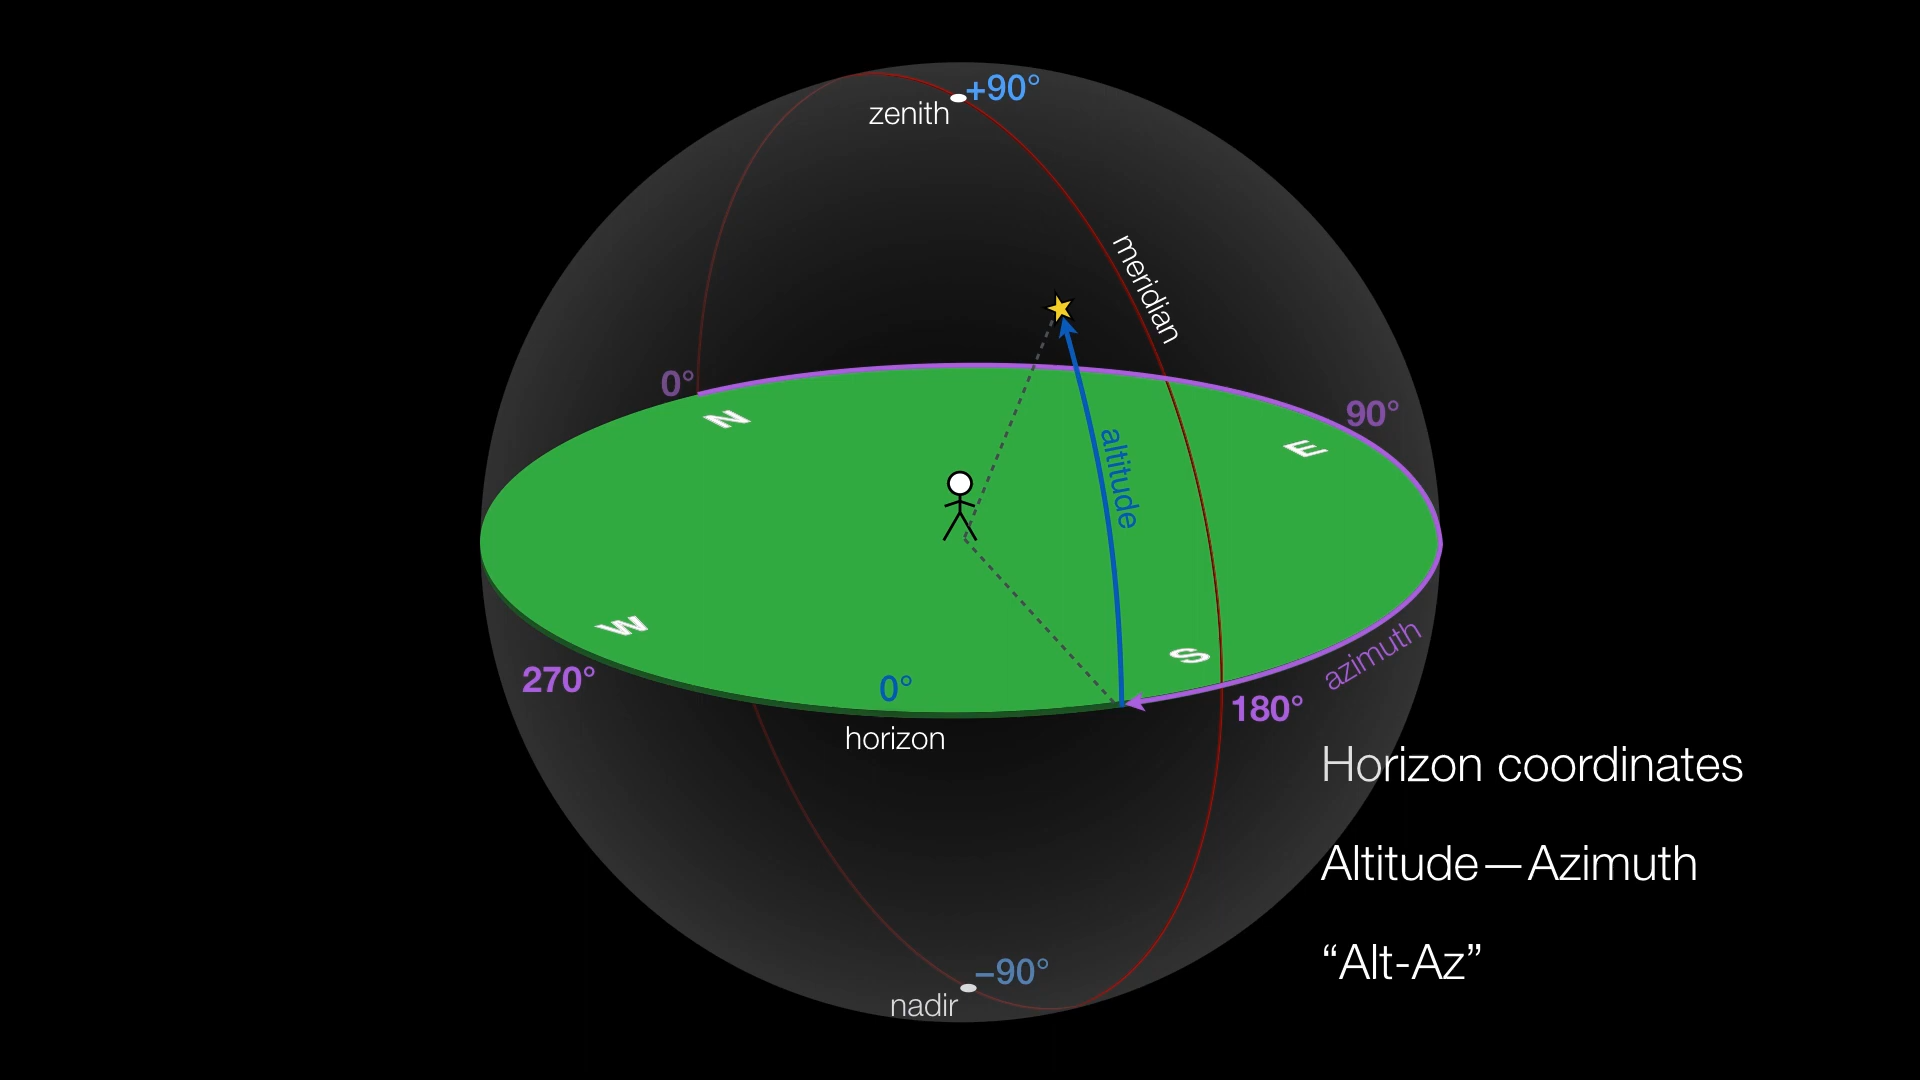 +90°
zenith
meridian
0°
N
90°
E
altitude
W
S
azimuth
270°
0°
180°
horizon
Horizon coordinates
Altitude—Azimuth
“Alt-Az”
–90°
nadir